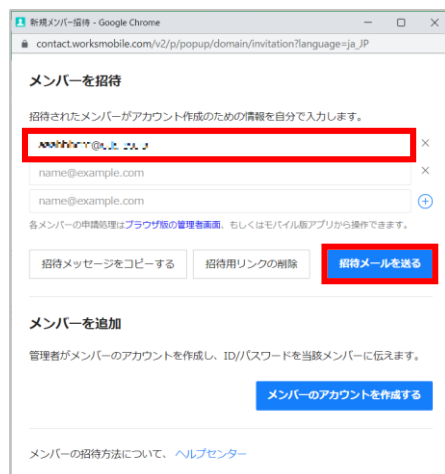 新規メンバー招待 - Google Chrome
contact.worksmobile.com/v2/p/popup/domain/invitation?language=ja_JP
メンバーを招待
招待されたメンバーがアカウント作成のための情報を自分で入力します。
name@example.com
name@example.com
各メンバーの申請処理はブラウザ版の管理者画面、もしくはモバイル版アプリから操作できます。
招待メッセージをコピーする 招待用リンクの削除 招待メールを送る
メンバーを追加
管理者がメンバーのアカウントを作成し、ID/パスワードを当該メンバーに伝えます。
メンバーのアカウントを作成する
メンバーの招待方法について、 ヘルプセンター